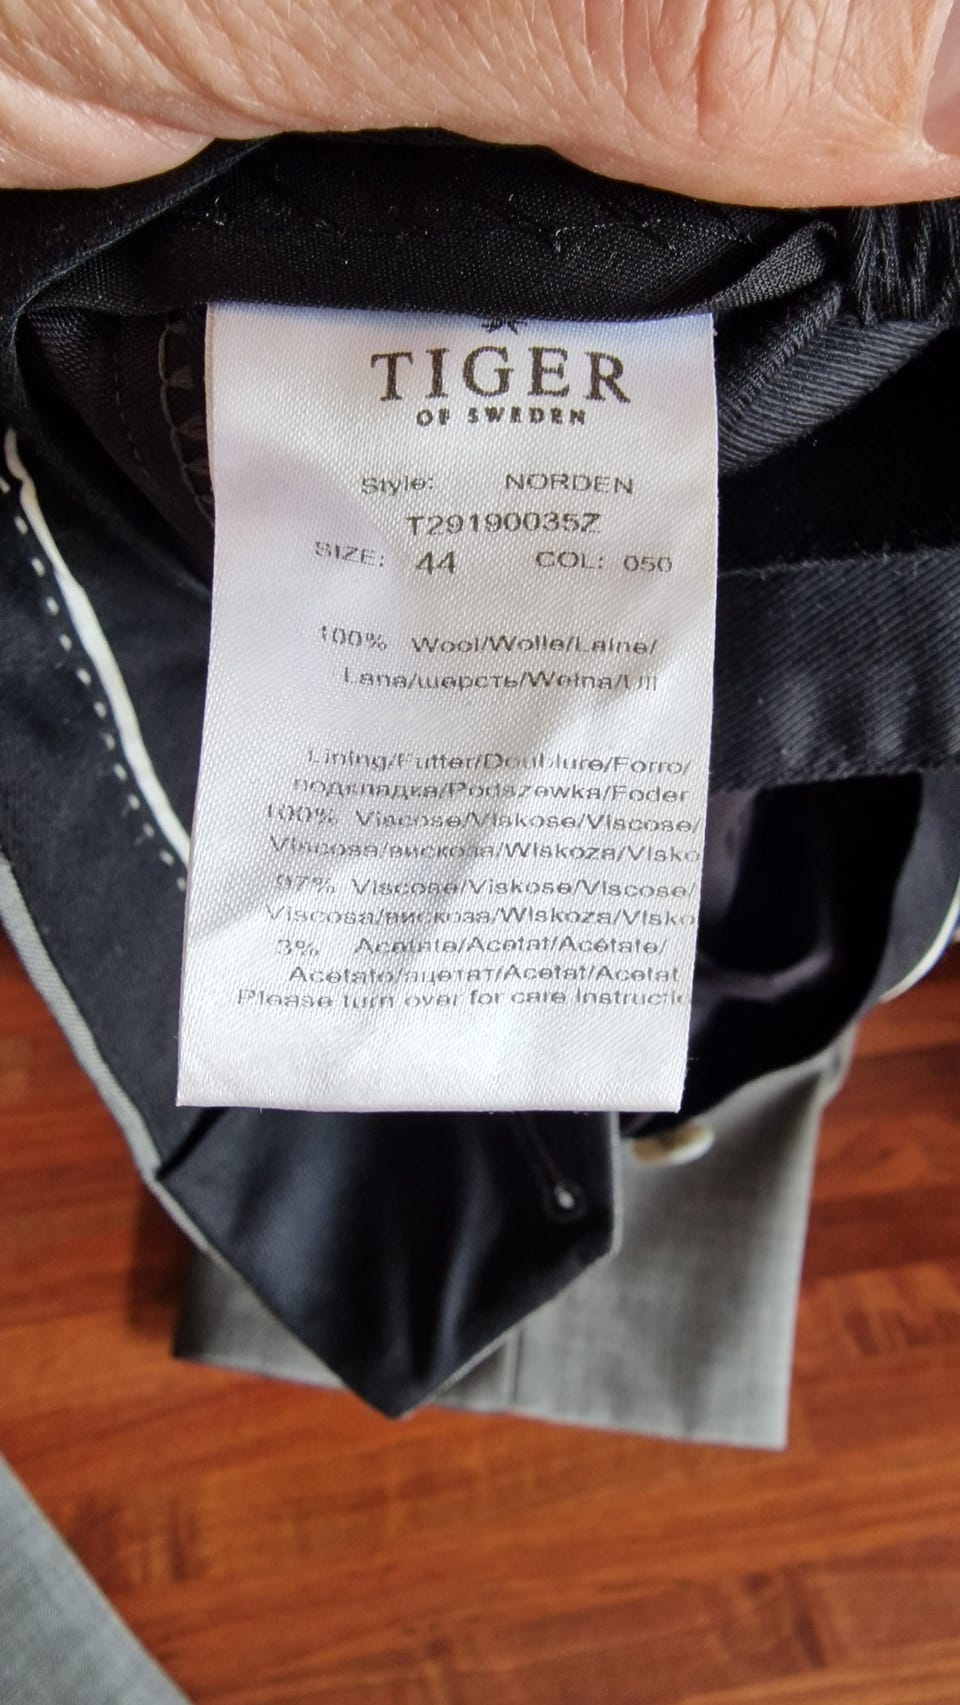 TIGER
OF SWEDEN
Style: NORDEN
T29190035Z
SIZE: 44 COL: 050
100% Wool/Wolle/Laine/
Lana/шерсть/Wełna/Ull
Lining/Futter/Doublure/Forro/
подкладка/Podszewka/Foder
100% Viscose/Viskose/Viscose/
Viscosa/вискоза/Wiskoza/Visko
97% Viscose/Viskose/Viscose/
Viscosa/вискоза/Wiskoza/Visko
3% Acetate/Acetat/Acétate/
Acetato/ацетат/Acetat/Acetat
Please turn over for care Instructio